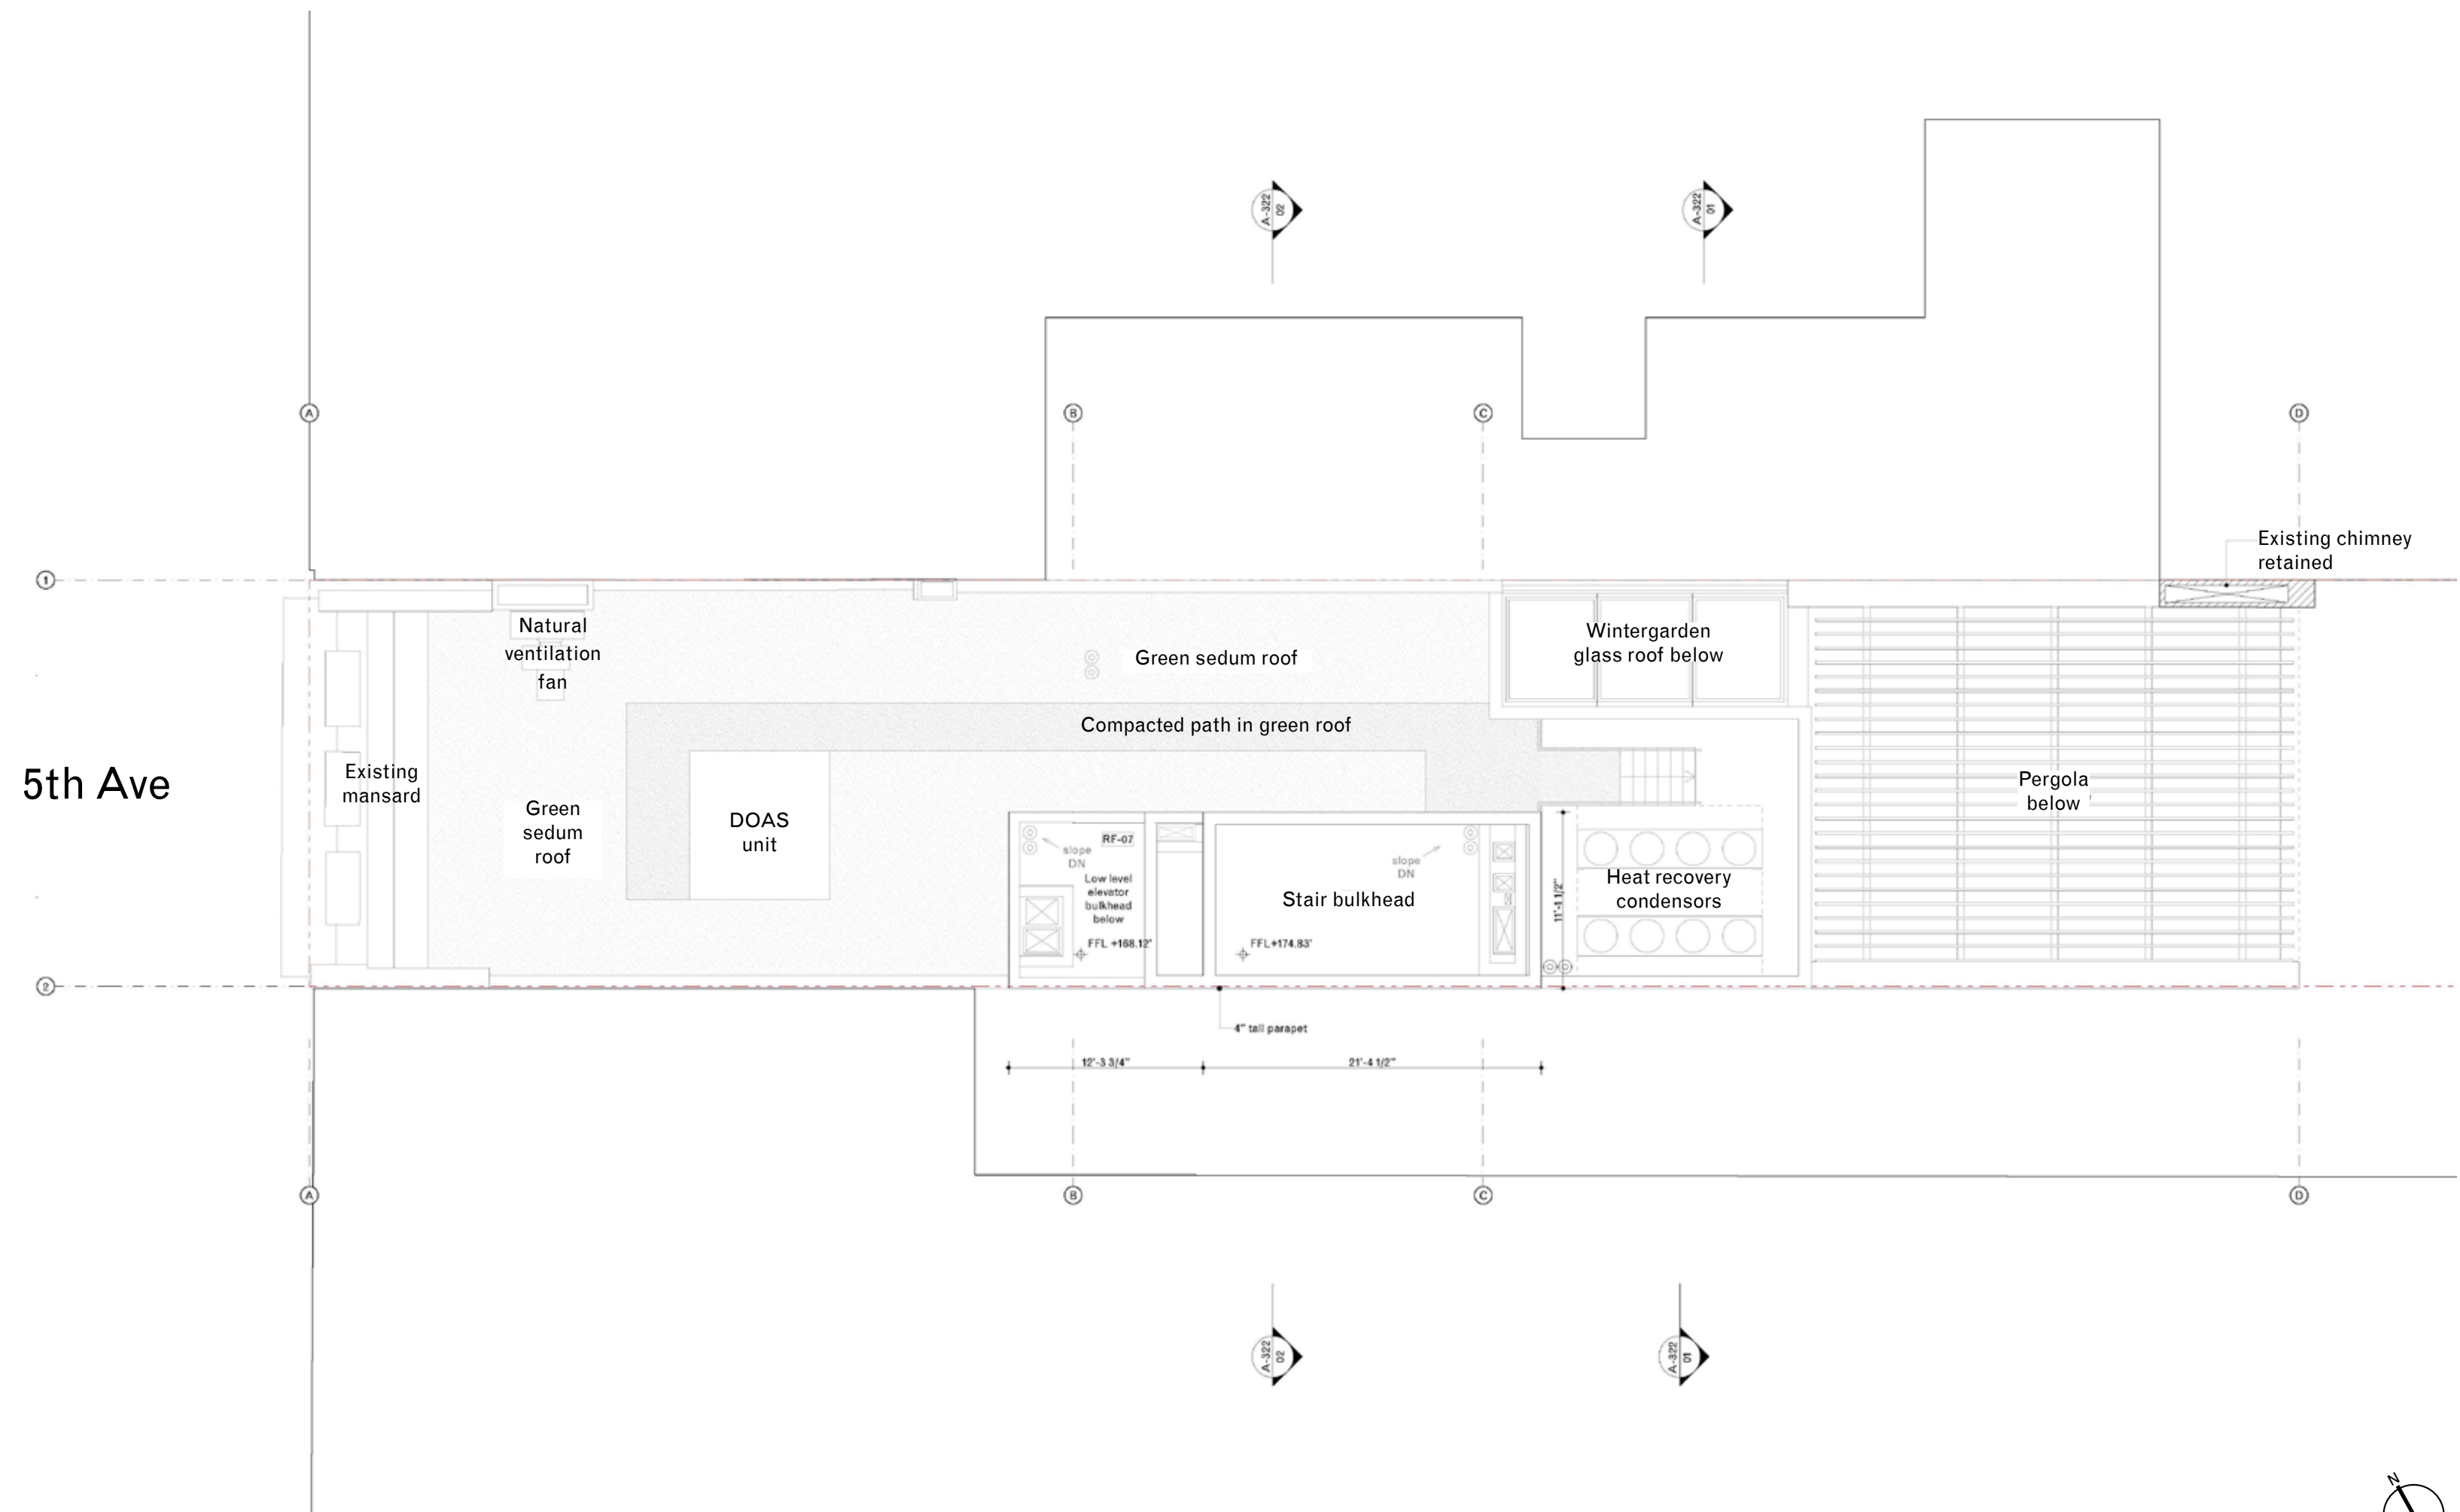 A-322
02
A-322
01
A
B
C
D
Existing chimney
retained
1
Natural
ventilation
fan
Green sedum roof
Wintergarden
glass roof below
Compacted path in green roof
5th Ave
Existing
mansard
Green
sedum
roof
DOAS
unit
Pergola
below
RF-07
slope
DN
Low level
elevator
bulkhead
below
FFL +168.12'
slope
DN
Stair bulkhead
FFL+174.83'
11'-1 1/2"
Heat recovery
condensors
2
4" tall parapet
12'-3 3/4"
21'-4 1/2"
A
B
C
D
A-322
02
A-322
01
N